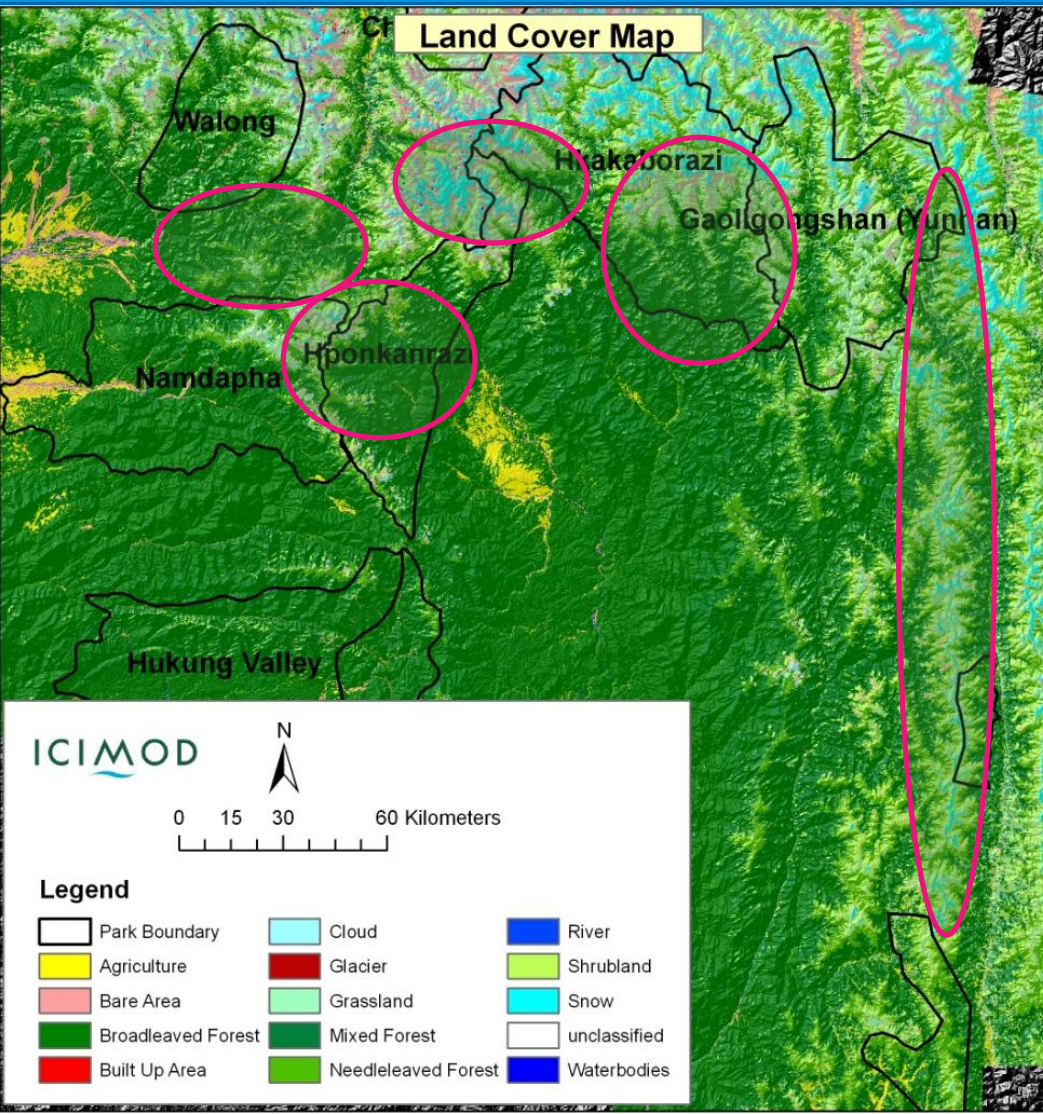 Land Cover Map
Walong
Hkakaborazi
Gaoligongshan (Yunnan)
Hponkanrazi
Namdapha
Hukung Valley
ICIMOD
N
0 15 30 60 Kilometers
Legend
Park Boundary
Agriculture
Bare Area
Broadleaved Forest
Built Up Area
Cloud
Glacier
Grassland
Mixed Forest
Needleleaved Forest
River
Shrubland
Snow
unclassified
Waterbodies